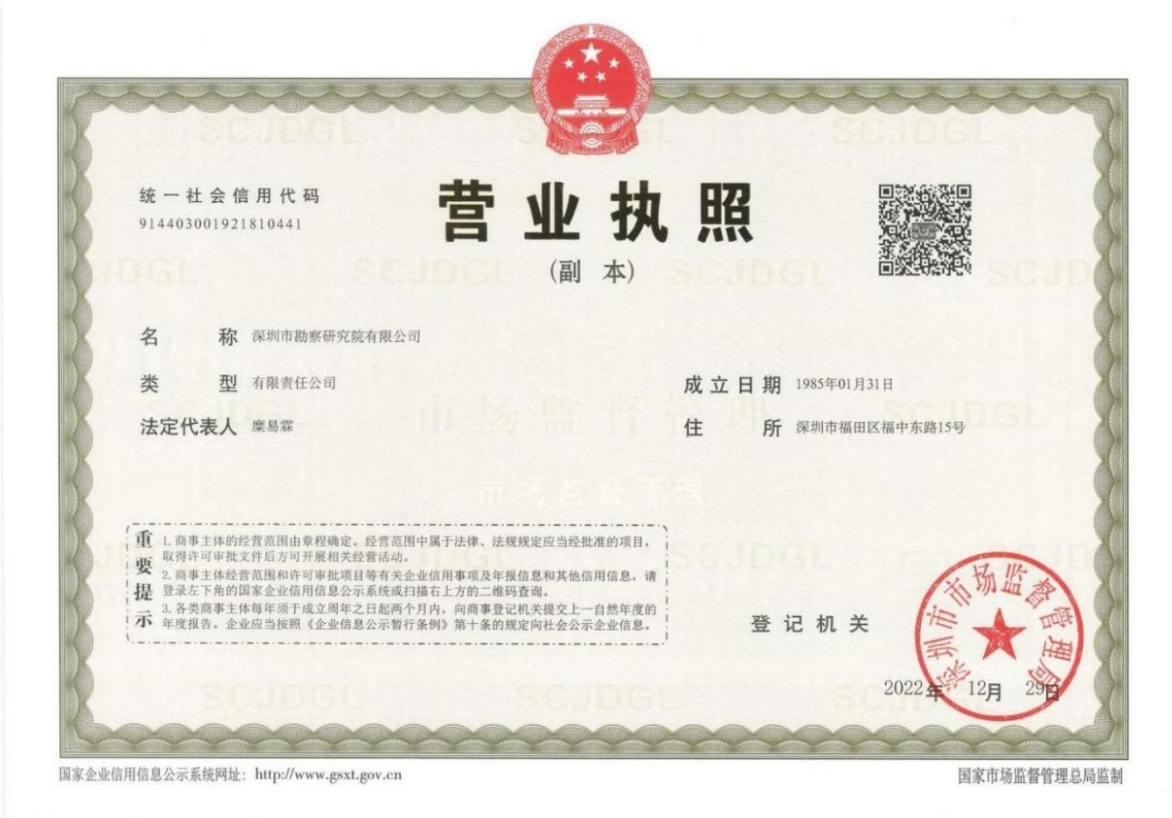 统一社会信用代码
914403001921810441
营业执照
(副 本)
名 称 深圳市勘察研究院有限公司
类 型 有限责任公司
成立日期 1985年01月31日
法定代表人 糜易霖
住 所 深圳市福田区福中东路15号
SCJDGL
市场监督管理
重要提示
1. 商事主体的经营范围由章程确定。经营范围中属于法律、法规规定应当经批准的项目，
取得许可审批文件后方可开展相关经营活动。
2. 商事主体经营范围和许可审批项目等有关企业信用事项及年报信息和其他信用信息，请
登录左下角的国家企业信用信息公示系统或扫描右上方的二维码查询。
3. 各类商事主体每年须于成立周年之日起两个月内，向商事登记机关提交上一自然年度的
年度报告。企业应当按照《企业信息公示暂行条例》第十条的规定向社会公示企业信息。
登记机关
深圳市市场监督管理局
2022年 12月 29日
国家企业信用信息公示系统网址：http://www.gsxt.gov.cn
国家市场监督管理总局监制